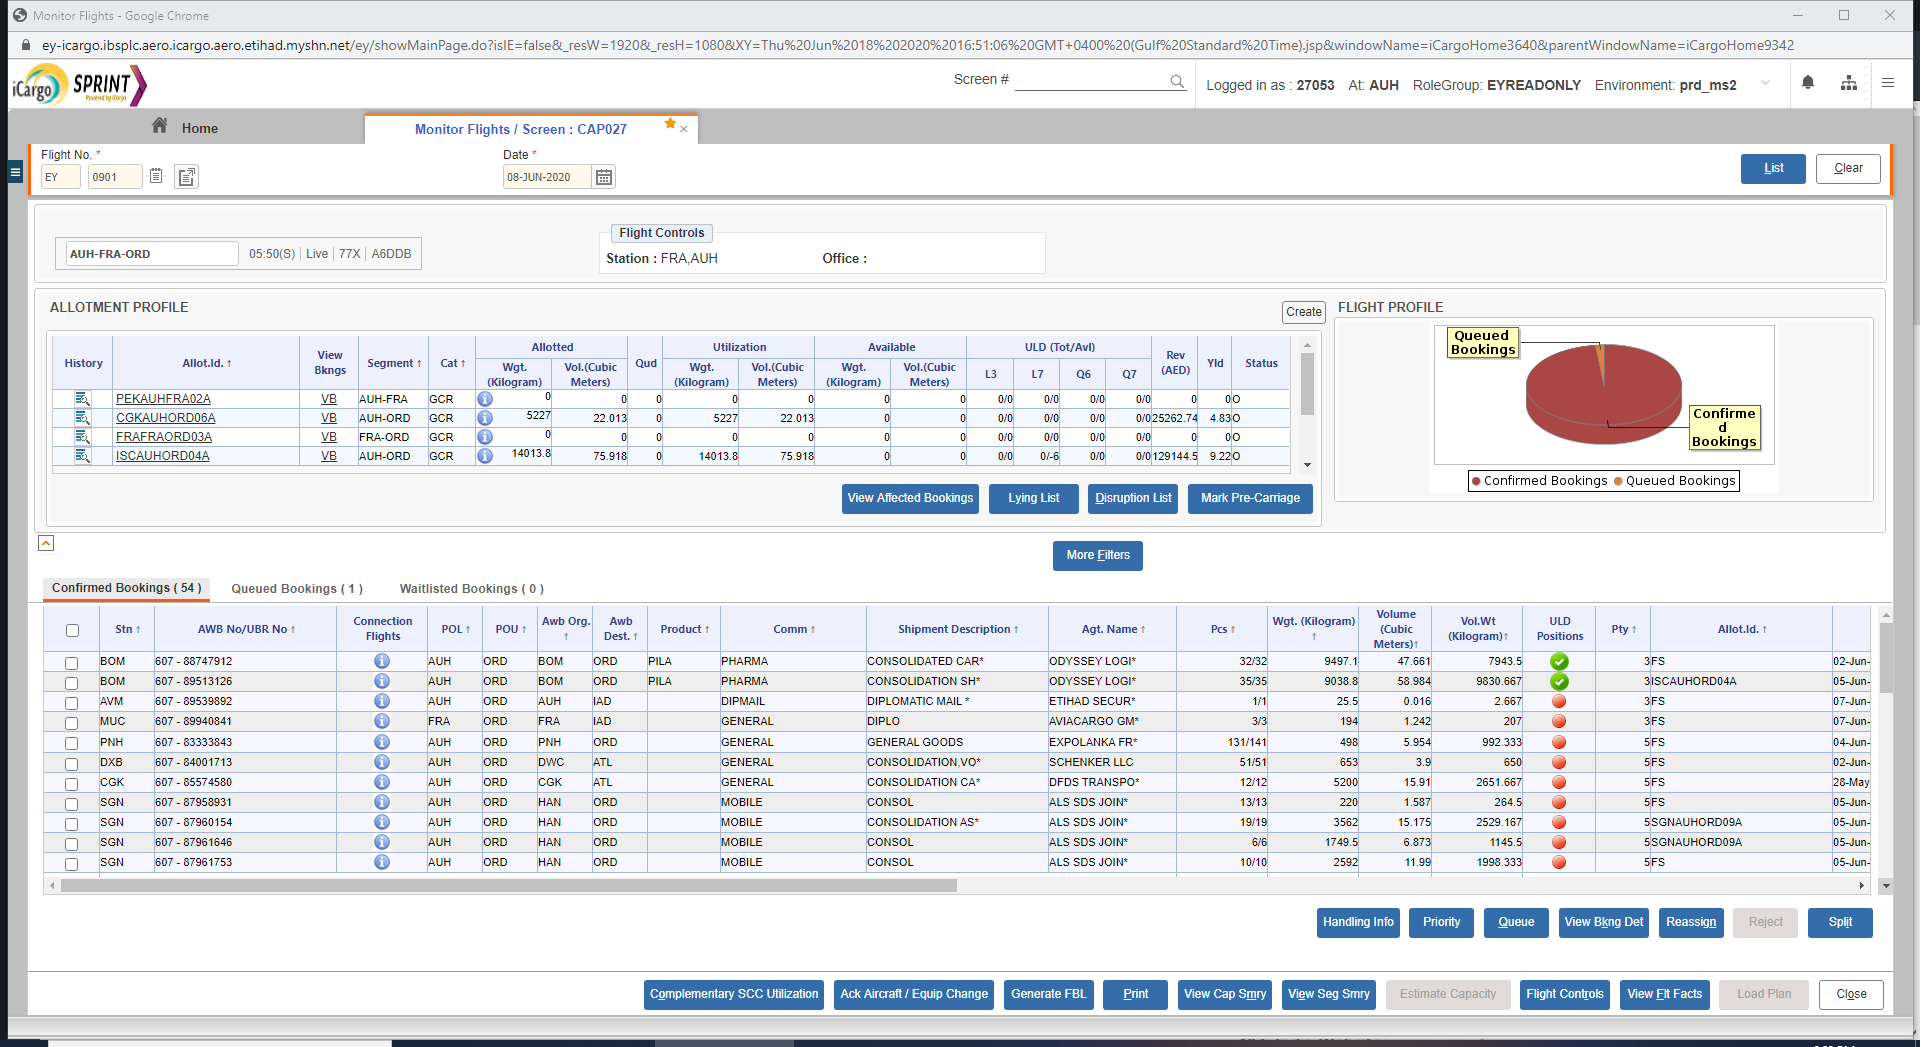 Monitor Flights - Google Chrome
ey-icargo.ibsplc.aero.icargo.aero.etihad.myshn.net/ey/showMainPage.do?isIE=false&_resW=1920&_resH=1080&XY=Thu%20Jun%2018%202020%2016:51:06%20GMT+0400%20(Gulf%20Standard%20Time).jsp&windowName=iCargoHome3640&parentWindowName=iCargoHome9342
iCargo SPRINT Powered by iCargo Screen # Logged in as : 27053 At: AUH RoleGroup: EYREADONLY Environment: prd_ms2
Home Monitor Flights / Screen : CAP027
Flight No. * Date *
EY 0901 08-JUN-2020 List Clear
Flight Controls
AUH-FRA-ORD 05:50(S) Live 77X A6DDB Station : FRA,AUH Office :
ALLOTMENT PROFILE Create FLIGHT PROFILE
History Allot.Id. ↑ View Bkngs Segment ↑ Cat ↑ Allotted Qud Utilization Available ULD (Tot/Avl) Rev (AED) Yld Status
Wgt. (Kilogram) Vol.(Cubic Meters) Wgt. (Kilogram) Vol.(Cubic Meters) Wgt. (Kilogram) Vol.(Cubic Meters) L3 L7 Q6 Q7
PEKAUHFRA02A VB AUH-FRA GCR 0 0 0 0 0 0 0 0/0 0/0 0/0 0/0 0 0 O
CGKAUHORD06A VB AUH-ORD GCR 5227 22.013 0 5227 22.013 0 0 0/0 0/0 0/0 0/0 25262.74 4.83 O
FRAFRAORD03A VB FRA-ORD GCR 0 0 0 0 0 0 0 0/0 0/0 0/0 0/0 0 0 O
ISCAUHORD04A VB AUH-ORD GCR 14013.8 75.918 0 14013.8 75.918 0 0 0/0 0/-6 0/0 0/0 129144.5 9.22 O
Queued Bookings
Confirme
d
Bookings
Confirmed Bookings Queued Bookings
View Affected Bookings Lying List Disruption List Mark Pre-Carriage
More Filters
Confirmed Bookings ( 54 ) Queued Bookings ( 1 ) Waitlisted Bookings ( 0 )
Stn ↑ AWB No/UBR No ↑ Connection Flights POL ↑ POU ↑ Awb Org. ↑ Awb Dest. ↑ Product ↑ Comm ↑ Shipment Description ↑ Agt. Name ↑ Pcs ↑ Wgt. (Kilogram) ↑ Volume (Cubic Meters)↑ Vol.Wt (Kilogram)↑ ULD Positions Pty ↑ Allot.Id. ↑
BOM 607 - 88747912 AUH ORD BOM ORD PILA PHARMA CONSOLIDATED CAR* ODYSSEY LOGI* 32/32 9497.1 47.661 7943.5 3 FS 02-Jun-
BOM 607 - 89513126 AUH ORD BOM ORD PILA PHARMA CONSOLIDATION SH* ODYSSEY LOGI* 35/35 9038.8 58.984 9830.667 3 ISCAUHORD04A 05-Jun-
AVM 607 - 89539892 AUH ORD AUH IAD DIPMAIL DIPLOMATIC MAIL * ETIHAD SECUR* 1/1 25.5 0.016 2.667 3 FS 07-Jun-
MUC 607 - 89940841 FRA ORD FRA IAD GENERAL DIPLO AVIACARGO GM* 3/3 194 1.242 207 3 FS 07-Jun-
PNH 607 - 83333843 AUH ORD PNH ORD GENERAL GENERAL GOODS EXPOLANKA FR* 131/141 498 5.954 992.333 5 FS 04-Jun-
DXB 607 - 84001713 AUH ORD DWC ATL GENERAL CONSOLIDATION,VO* SCHENKER LLC 51/51 653 3.9 650 5 FS 02-Jun-
CGK 607 - 85574580 AUH ORD CGK ATL GENERAL CONSOLIDATION CA* DFDS TRANSPO* 12/12 5200 15.91 2651.667 5 FS 28-May
SGN 607 - 87958931 AUH ORD HAN ORD MOBILE CONSOL ALS SDS JOIN* 13/13 220 1.587 264.5 5 FS 05-Jun-
SGN 607 - 87960154 AUH ORD HAN ORD MOBILE CONSOLIDATION AS* ALS SDS JOIN* 19/19 3562 15.175 2529.167 5 SGNAUHORD09A 05-Jun-
SGN 607 - 87961646 AUH ORD HAN ORD MOBILE CONSOL ALS SDS JOIN* 6/6 1749.5 6.873 1145.5 5 SGNAUHORD09A 05-Jun-
SGN 607 - 87961753 AUH ORD HAN ORD MOBILE CONSOL ALS SDS JOIN* 10/10 2592 11.99 1998.333 5 FS 05-Jun-
Handling Info Priority Queue View Bkng Det Reassign Reject Split
Complementary SCC Utilization Ack Aircraft / Equip Change Generate FBL Print View Cap Smry View Seg Smry Estimate Capacity Flight Controls View Flt Facts Load Plan Close